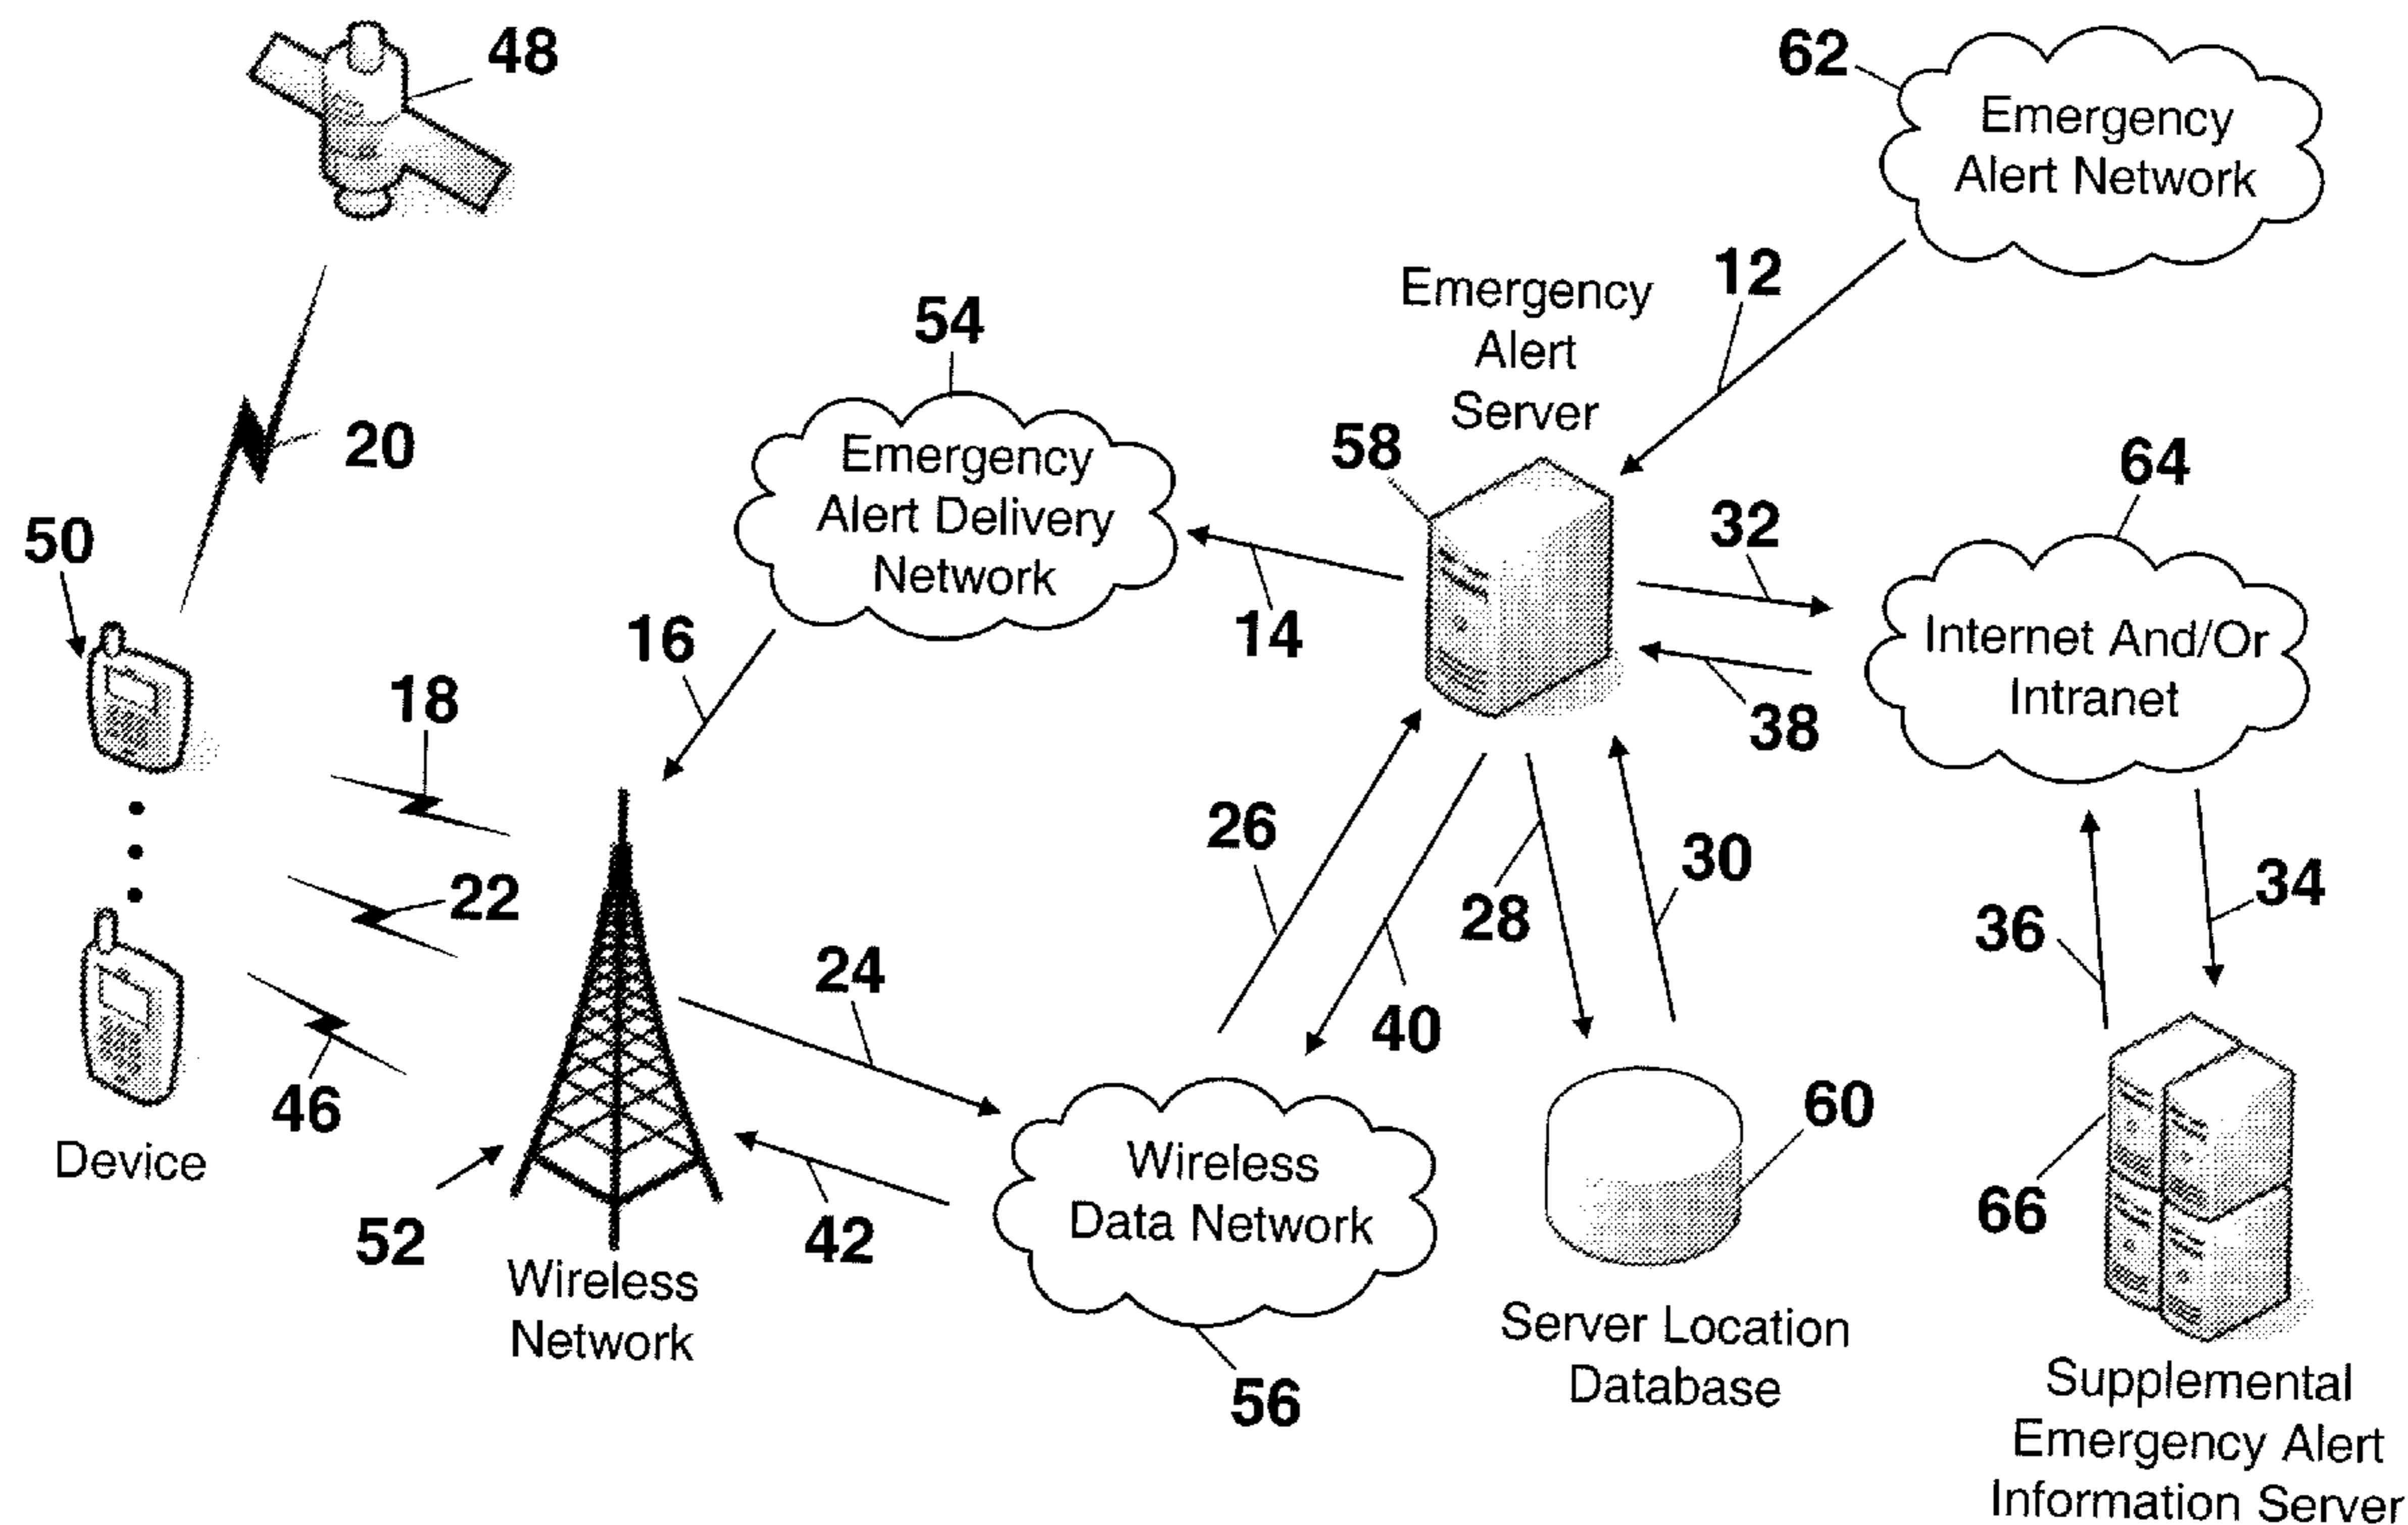 48
62
Emergency
Alert Network
12
Emergency
Alert
Server
54
20
58
64
Emergency
Alert Delivery
Network
50
32
14
16
Internet And/Or
Intranet
18
38
26
30
22
28
34
36
24
40
46
60
Device
Wireless
Data Network
66
52
42
Wireless
Network
Server Location
Database
56
Supplemental
Emergency Alert
Information Server